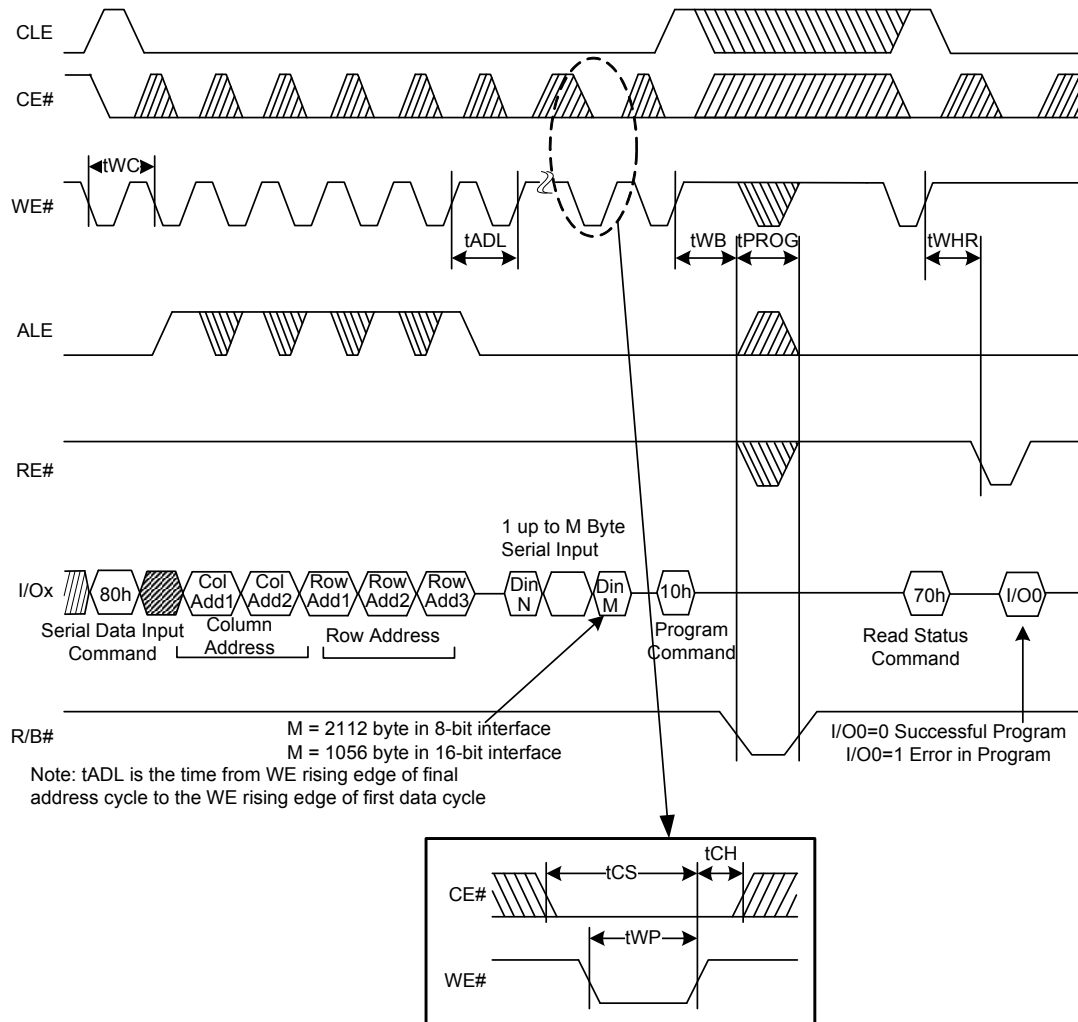 CLE
CE#
tWC
WE#
tADL
tWB
tPROG
tWHR
ALE
RE#
1 up to M Byte
Serial Input
I/Ox
80h
Col
Add1
Col
Add2
Row
Add1
Row
Add2
Row
Add3
Din
N
Din
M
10h
70h
I/O0
Serial Data Input
Command
Column
Address
Row Address
Program
Command
Read Status
Command
R/B#
M = 2112 byte in 8-bit interface
M = 1056 byte in 16-bit interface
I/O0=0 Successful Program
I/O0=1 Error in Program
Note: tADL is the time from WE rising edge of final
address cycle to the WE rising edge of first data cycle
tCS
tCH
CE#
tWP
WE#